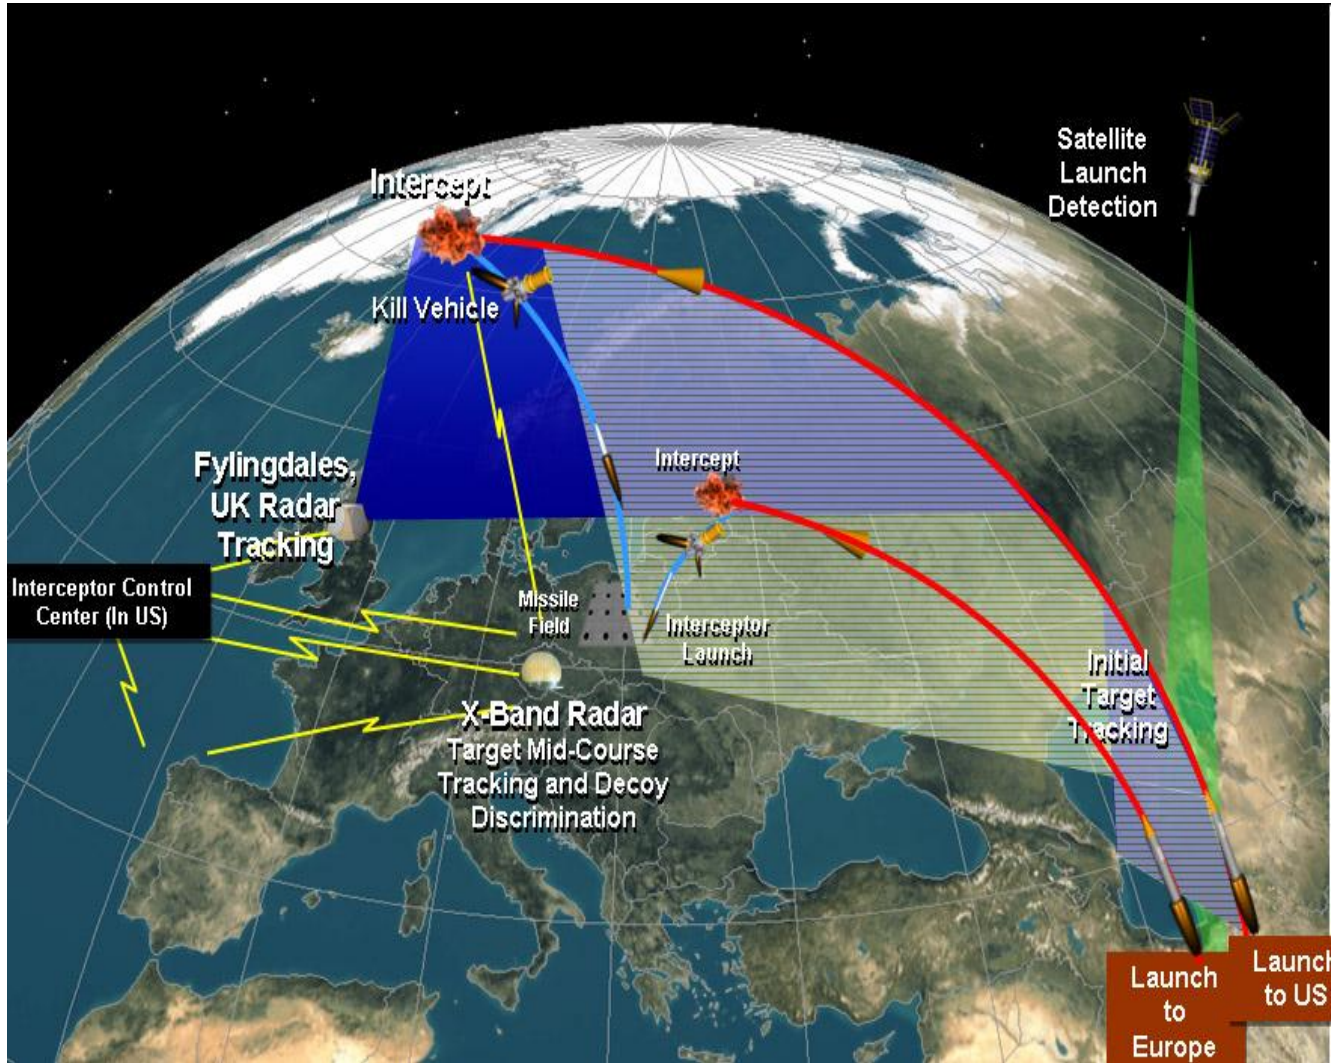 Satellite
Launch
Detection
Intercept
Kill Vehicle
Fylingdales,
UK Radar
Tracking
Intercept
Interceptor Control
Center (In US)
Missile
Field
Interceptor
Launch
Initial
Target
Tracking
X-Band Radar
Target Mid-Course
Tracking and Decoy
Discrimination
Launch
to
Europe
Launch
to US